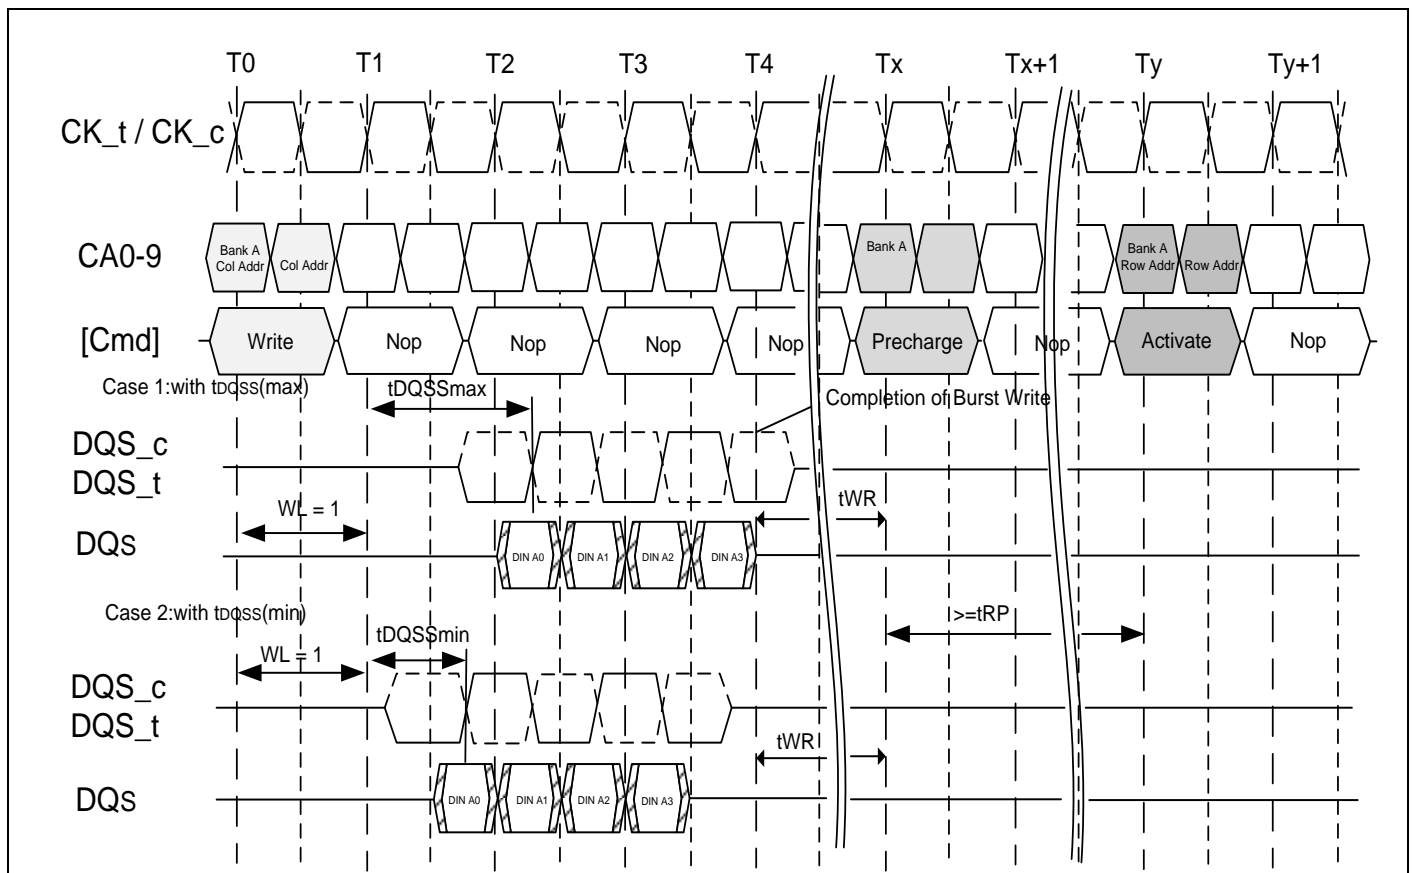 T0 T1 T2 T3 T4 Tx Tx+1 Ty Ty+1
CK_t / CK_c
CA0-9
Bank A
Col Addr
Col Addr
Bank A
Bank A
Row Addr
Row Addr
[Cmd] Write Nop Nop Nop Nop Precharge Nop Activate Nop
Case 1:with tDQSS(max)
tDQSSmax
Completion of Burst Write
DQS_c
DQS_t
WL = 1
tWR
DQs
DIN A0 DIN A1 DIN A2 DIN A3
Case 2:with tDQSS(min)
tDQSSmin
>=tRP
WL = 1
DQS_c
DQS_t
tWR
DQs
DIN A0 DIN A1 DIN A2 DIN A3